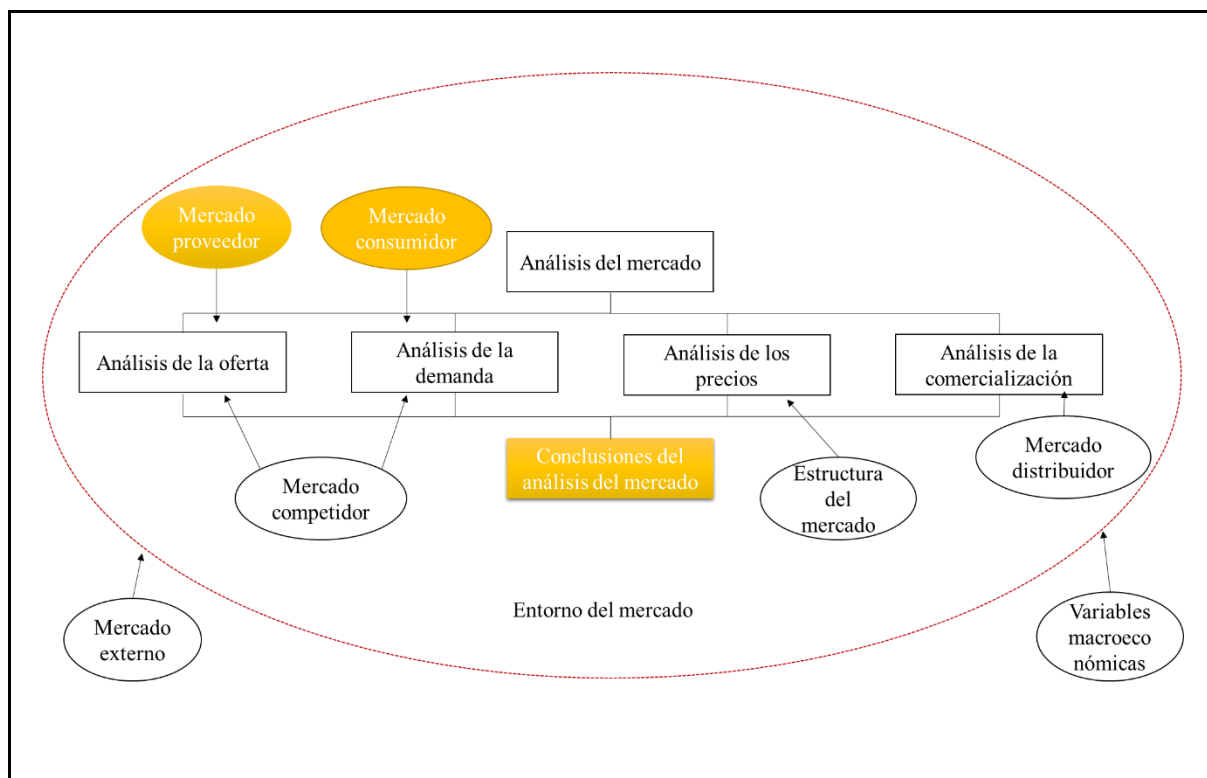 Mercado
proveedor
Mercado
consumidor
Análisis del mercado
Análisis de la oferta
Análisis de la
demanda
Análisis de los
precios
Análisis de la
comercialización
Mercado
competidor
Conclusiones del
análisis del mercado
Estructura
del
mercado
Mercado
distribuidor
Entorno del mercado
Mercado
externo
Variables
macroeco
nómicas